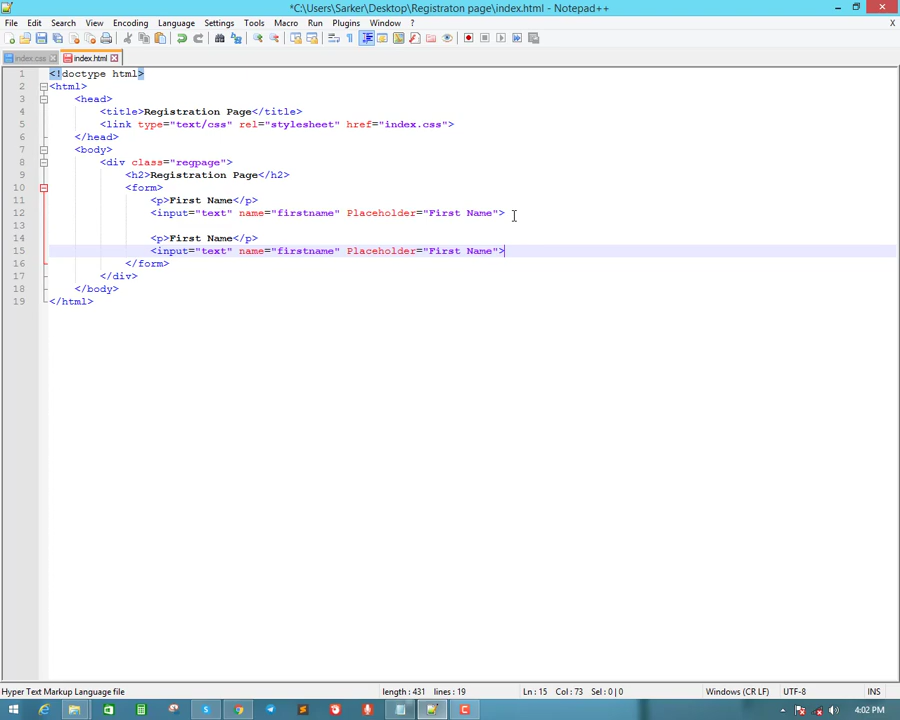 *C:\Users\Sarker\Desktop\Registraton page\index.html - Notepad++
File Edit Search View Encoding Language Settings Tools Macro Run Plugins Window ? X
index.css index.html
1 <!doctype html>
2 <html>
3 <head>
4 <title>Registration Page</title>
5 <link type="text/css" rel="stylesheet" href="index.css">
6 </head>
7 <body>
8 <div class="regpage">
9 <h2>Registration Page</h2>
10 <form>
11 <p>First Name</p>
12 <input="text" name="firstname" Placeholder="First Name">
13
14 <p>First Name</p>
15 <input="text" name="firstname" Placeholder="First Name">
16 </form>
17 </div>
18 </body>
19 </html>
Hyper Text Markup Language file length : 431 lines : 19 Ln : 15 Col : 73 Sel : 0 | 0 Windows (CR LF) UTF-8 INS
4:02 PM